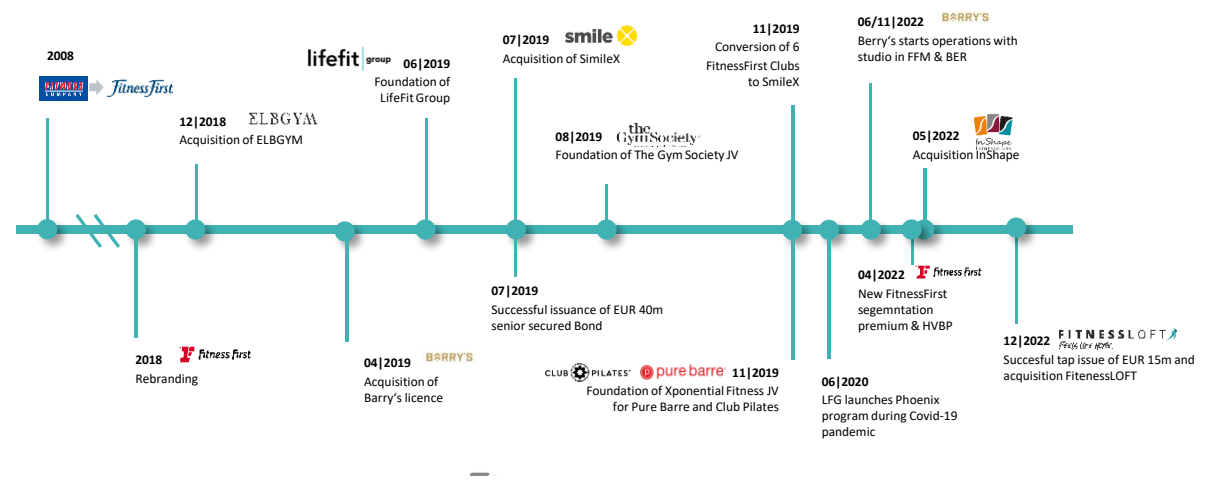 2008
FITNESS
COMPANY
Fitness First
12|2018
ELBGYM
Acquisition of ELBGYM
lifefit group
06|2019
Foundation of
LifeFit Group
07|2019
smile X
Acquisition of SimileX
08|2019
the
GymSociety
Foundation of The Gym Society JV
11|2019
Conversion of 6
FitnessFirst Clubs
to SmileX
06/11|2022
BARRY'S
Berry's starts operations with
studio in FFM & BER
05|2022
InShape
Acquisition InShape
2018
Fitness First
Rebranding
04|2019
BARRY'S
Acquisition of
Barry's licence
07|2019
Successful issuance of EUR 40m
senior secured Bond
CLUB PILATES
pure barre
11|2019
Foundation of Xponential Fitness JV
for Pure Barre and Club Pilates
06|2020
LFG launches Phoenix
program during Covid-19
pandemic
04|2022
Fitness First
New FitnessFirst
segemntation
premium & HVBP
12|2022
FITNESSLOFT
FEELS LIKE HOME.
Succesful tap issue of EUR 15m and
acquisition FitenessLOFT